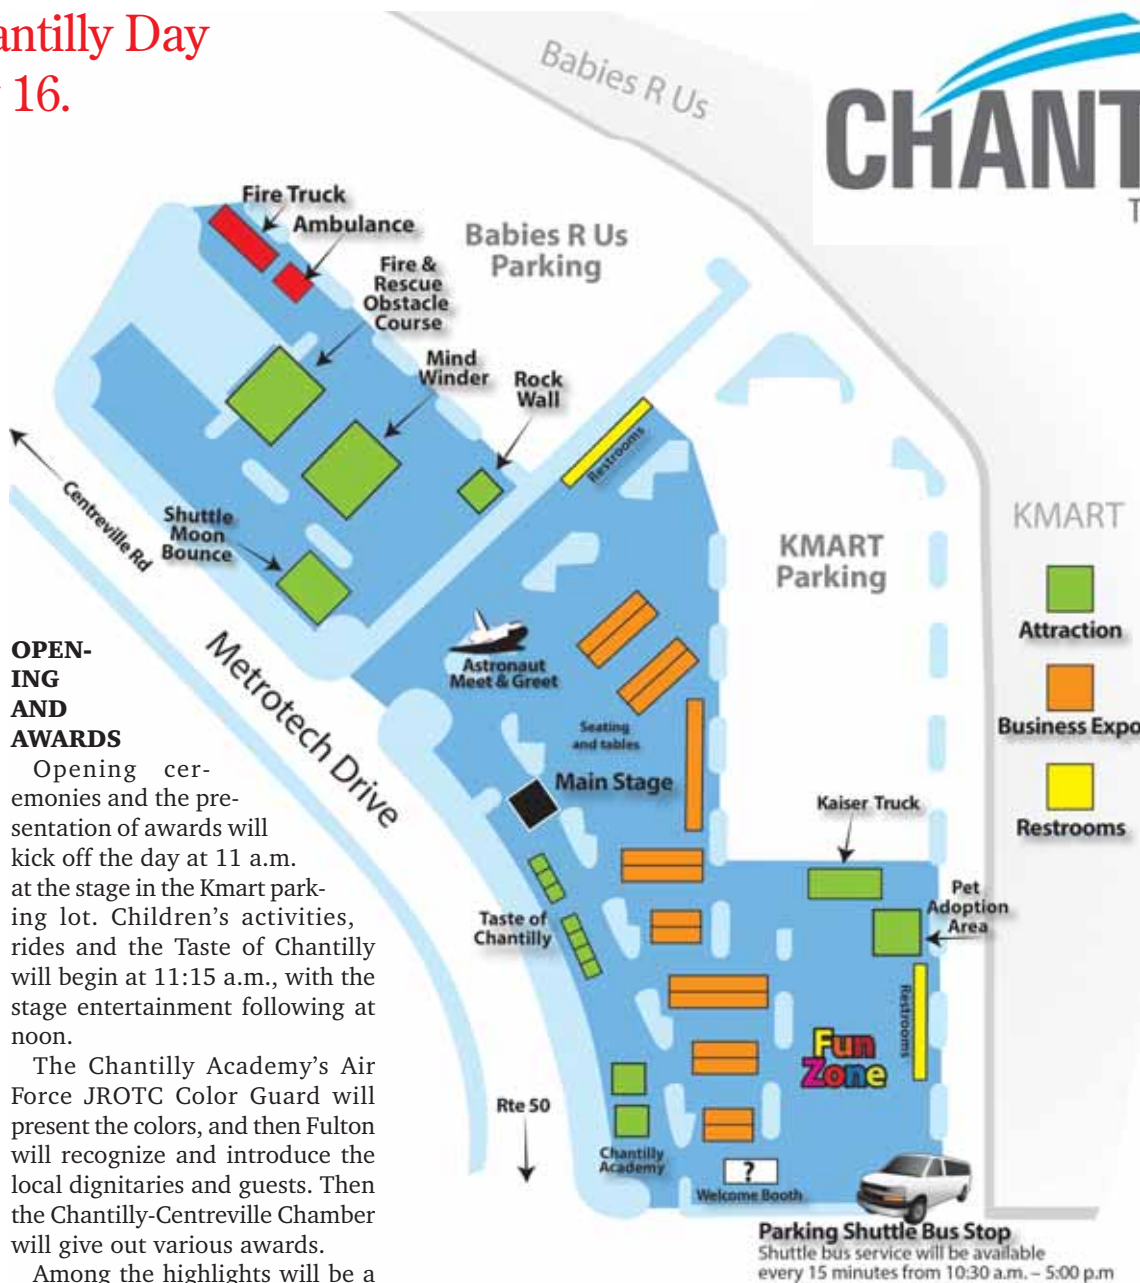 antilly Day
16.
Babies R Us
CHANT
T
Fire Truck
Ambulance
Babies R Us
Parking
Fire &
Rescue
Obstacle
Course
Mind
Winder
Rock
Wall
Restrooms
Centreville Rd
Shuttle
Moon
Bounce
KMART
KMART
Parking
Attraction
Business Expo
Restrooms
Metrotech Drive
Astronaut
Meet & Greet
Seating
and tables
Main Stage
Kaiser Truck
Pet
Adoption
Area
Taste of
Chantilly
Restrooms
Fun
Zone
Rte 50
Chantilly
Academy
?
Welcome Booth
Parking Shuttle Bus Stop
Shuttle bus service will be available
every 15 minutes from 10:30 a.m. – 5:00 p.m
OPEN-
ING
AND
AWARDS
Opening cer-
emonies and the pre-
sentation of awards will
kick off the day at 11 a.m.
at the stage in the Kmart park-
ing lot. Children’s activities,
rides and the Taste of Chantilly
will begin at 11:15 a.m., with the
stage entertainment following at
noon.
The Chantilly Academy’s Air
Force JROTC Color Guard will
present the colors, and then Fulton
will recognize and introduce the
local dignitaries and guests. Then
the Chantilly-Centreville Chamber
will give out various awards.
Among the highlights will be a